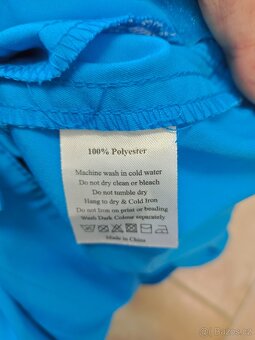 100% Polyester
Machine wash in cold water
Do not dry clean or bleach
Do not tumble dry
Hang to dry & Cold Iron
Do not Iron on print or beading
Wash Dark Colour separately
Made in China